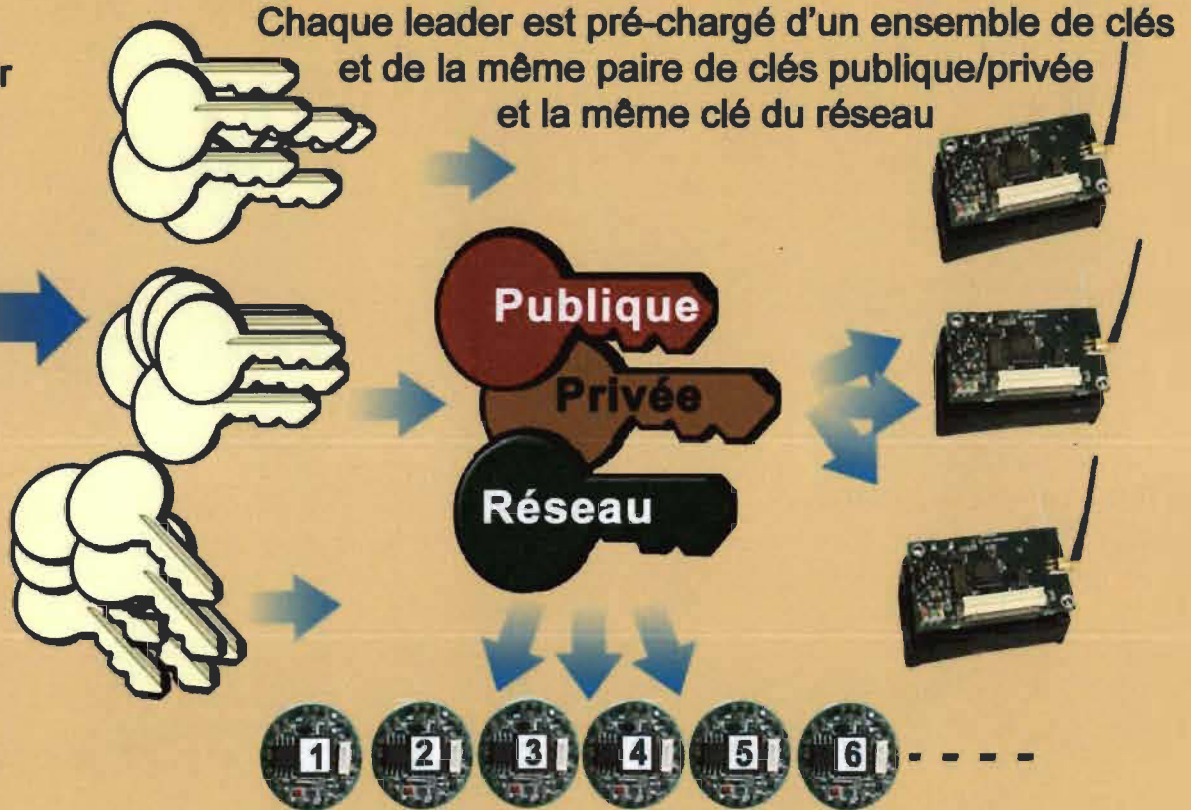 Chaque leader est pré-chargé d'un ensemble de clés
et de la même paire de clés publique/privée
et la même clé du réseau
r
Publique
Privée
Réseau
1 2 3 4 5 6